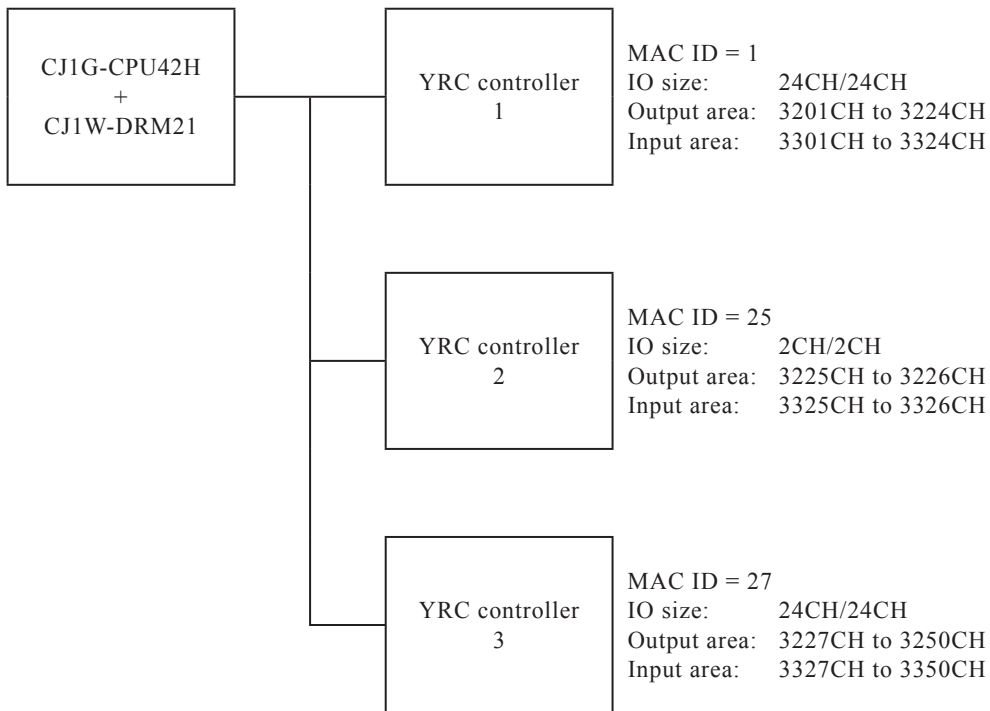 CJ1G-CPU42H
+
CJ1W-DRM21
YRC controller
1
MAC ID = 1
IO size: 24CH/24CH
Output area: 3201CH to 3224CH
Input area: 3301CH to 3324CH
YRC controller
2
MAC ID = 25
IO size: 2CH/2CH
Output area: 3225CH to 3226CH
Input area: 3325CH to 3326CH
YRC controller
3
MAC ID = 27
IO size: 24CH/24CH
Output area: 3227CH to 3250CH
Input area: 3327CH to 3350CH